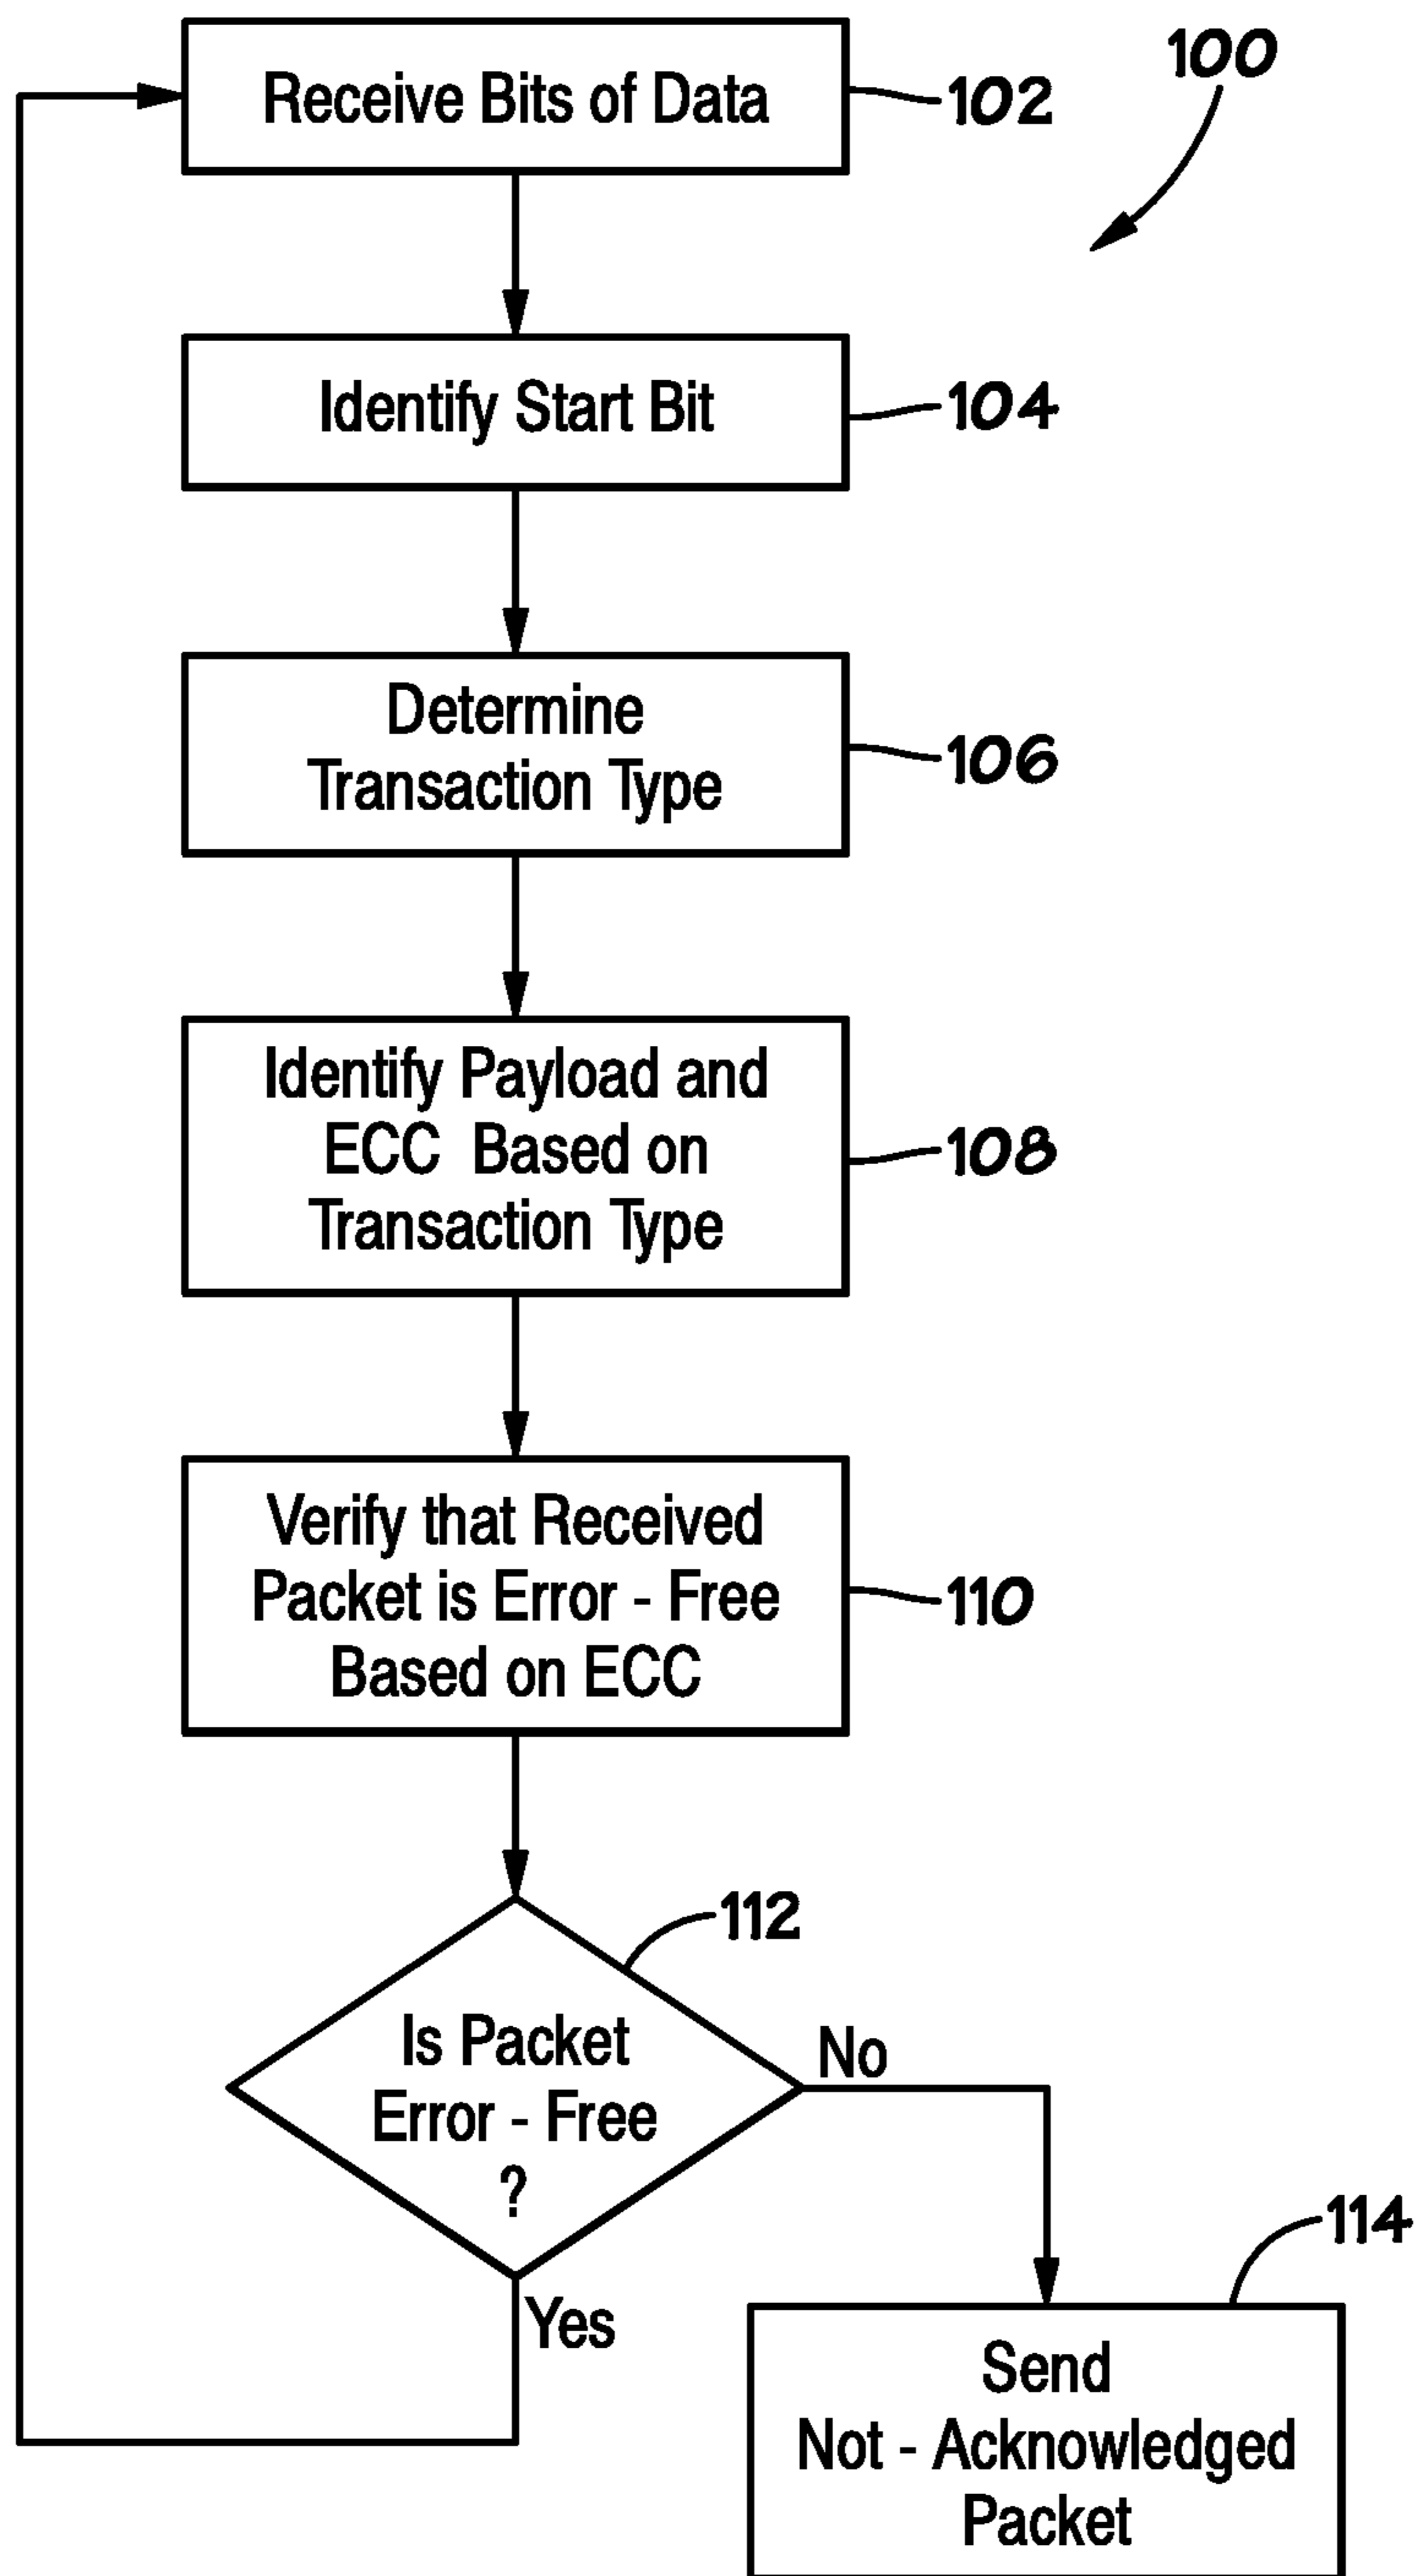 100
Receive Bits of Data
102
Identify Start Bit
104
Determine
Transaction Type
106
Identify Payload and
ECC Based on
Transaction Type
108
Verify that Received
Packet is Error - Free
Based on ECC
110
112
Is Packet
Error - Free
?
No
Yes
114
Send
Not - Acknowledged
Packet